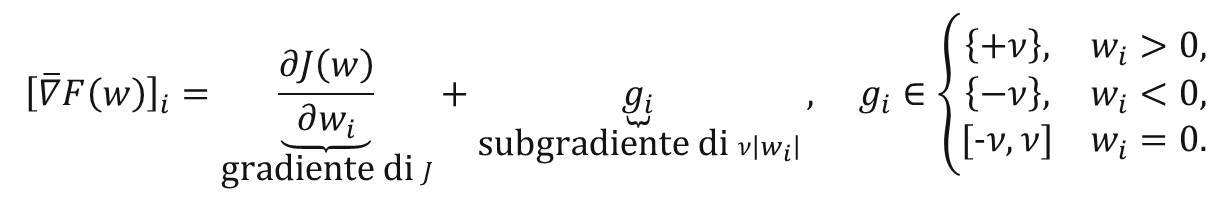 [∇̄F(w)]ᵢ = ∂J(w)/∂wᵢ + gᵢ , gᵢ ∈ { {+ν}, wᵢ > 0,
{−ν}, wᵢ < 0,
[-ν, ν] wᵢ = 0.
gradiente di J subgradiente di ν|wᵢ|